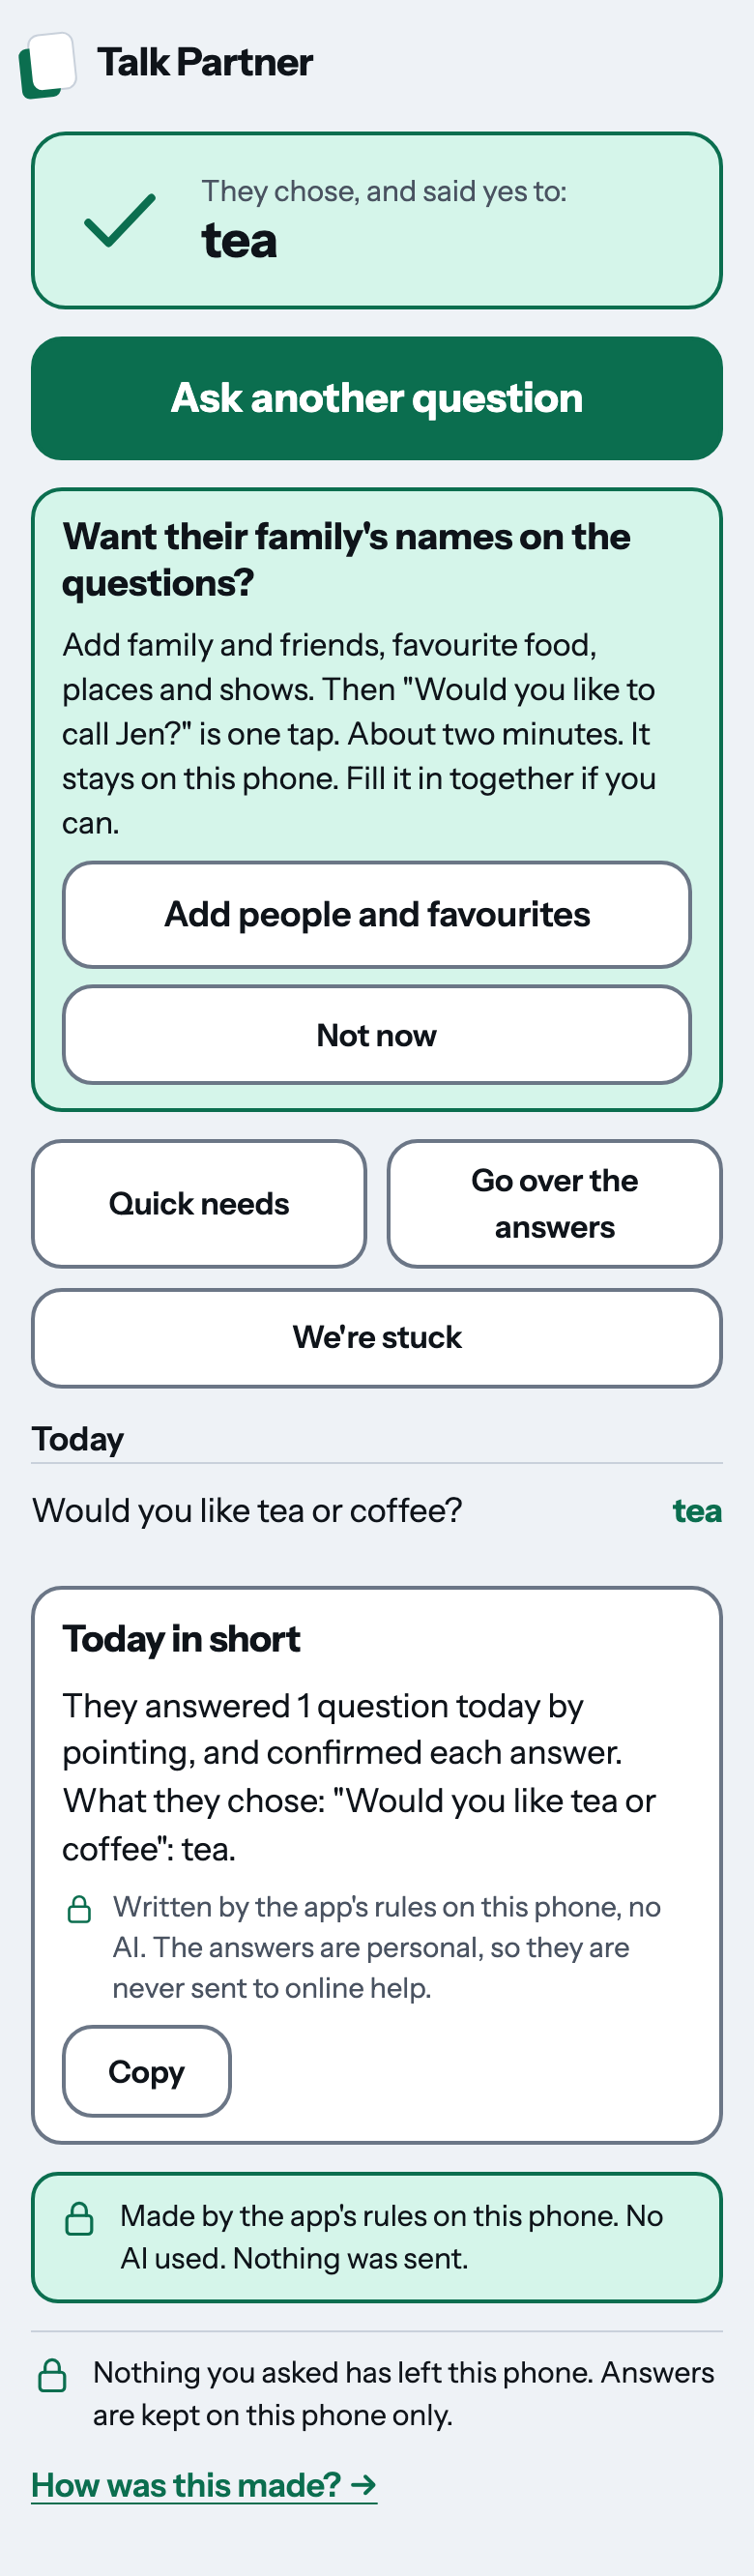 Talk Partner
They chose, and said yes to:
tea
Ask another question
Want their family's names on the
questions?
Add family and friends, favourite food,
places and shows. Then "Would you like to
call Jen?" is one tap. About two minutes. It
stays on this phone. Fill it in together if you
can.
Add people and favourites
Not now
Quick needs
Go over the
answers
We're stuck
Today
Would you like tea or coffee? tea
Today in short
They answered 1 question today by
pointing, and confirmed each answer.
What they chose: "Would you like tea or
coffee": tea.
Written by the app's rules on this phone, no
AI. The answers are personal, so they are
never sent to online help.
Copy
Made by the app's rules on this phone. No
AI used. Nothing was sent.
Nothing you asked has left this phone. Answers
are kept on this phone only.
How was this made? →